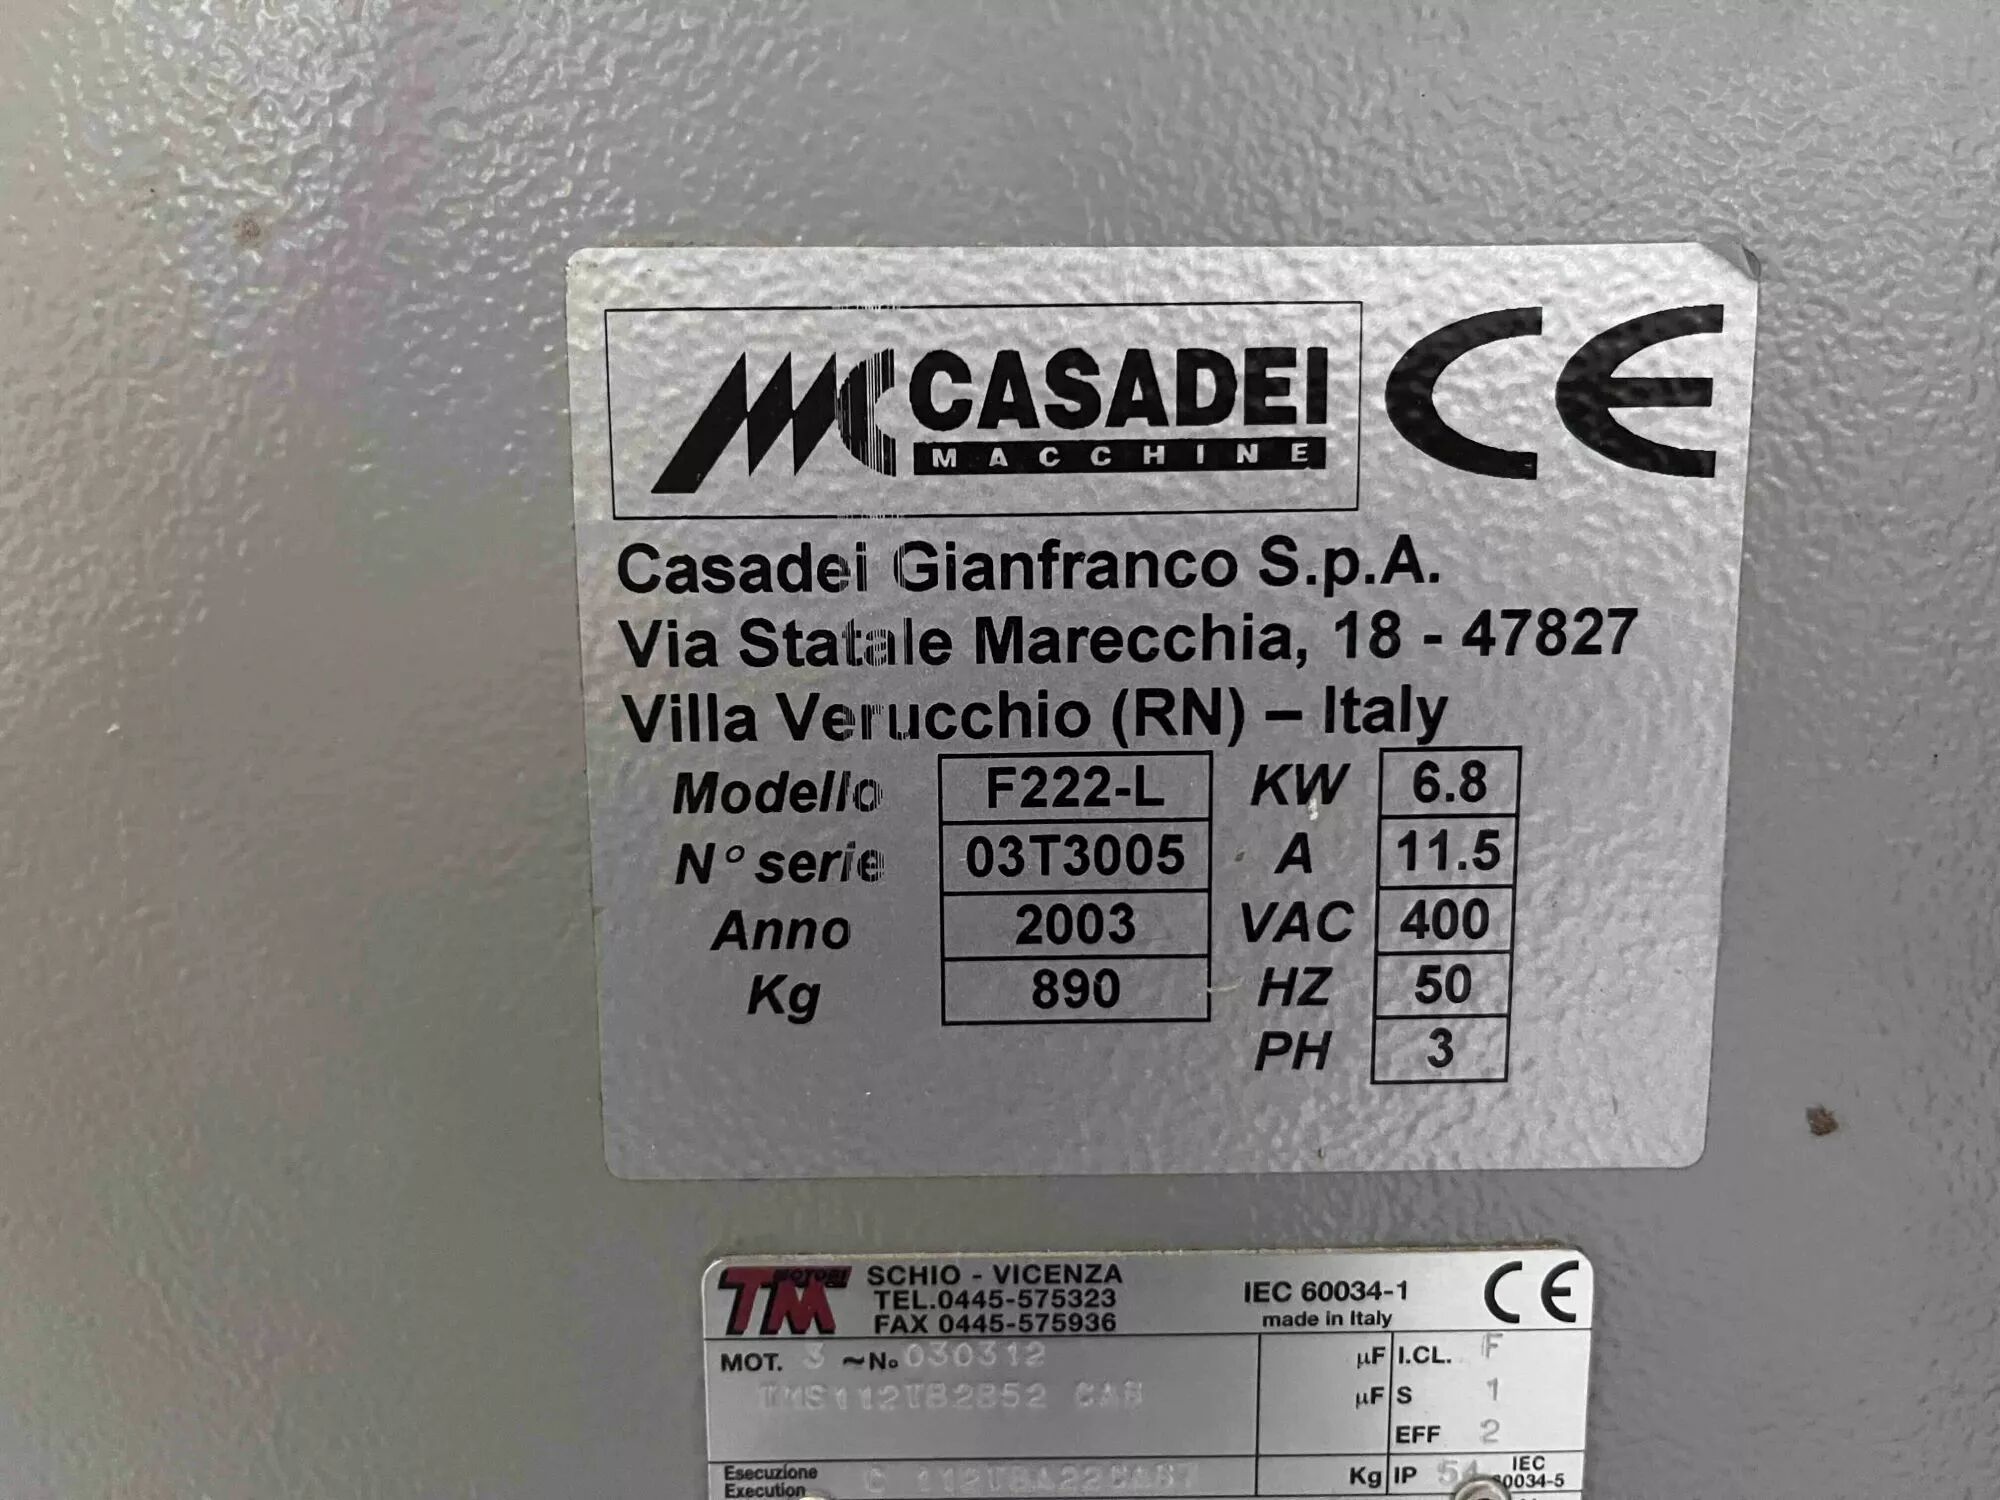 MC CASADEI
MACCHINE
CE
Casadei Gianfranco S.p.A.
Via Statale Marecchia, 18 - 47827
Villa Verucchio (RN) – Italy
Modello F222-L KW 6.8
N° serie 03T3005 A 11.5
Anno 2003 VAC 400
Kg 890 HZ 50
PH 3
TM MOTORI SCHIO - VICENZA
TEL.0445-575323
FAX 0445-575936
IEC 60034-1
made in Italy
CE
MOT. 3 ~No 030312 µF I.CL. F
µF S 1
EFF 2
Esecuzione
Execution
Kg IP 54 IEC
60034-5